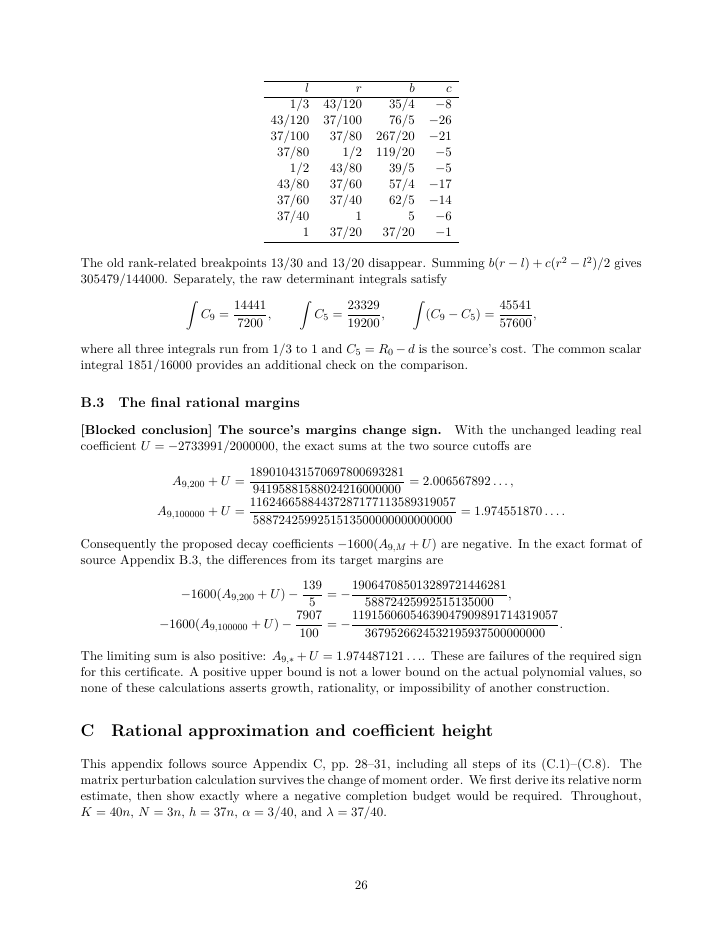 l r b c
1/3 43/120 35/4 −8
43/120 37/100 76/5 −26
37/100 37/80 267/20 −21
37/80 1/2 119/20 −5
1/2 43/80 39/5 −5
43/80 37/60 57/4 −17
37/60 37/40 62/5 −14
37/40 1 5 −6
1 37/20 37/20 −1
The old rank-related breakpoints 13/30 and 13/20 disappear. Summing b(r − l) + c(r² − l²)/2 gives
305479/144000. Separately, the raw determinant integrals satisfy
∫ C₉ = 14441/7200, ∫ C₅ = 23329/19200, ∫ (C₉ − C₅) = 45541/57600,
where all three integrals run from 1/3 to 1 and C₅ = R₀ − d is the source's cost. The common scalar
integral 1851/16000 provides an additional check on the comparison.
B.3 The final rational margins
[Blocked conclusion] The source's margins change sign. With the unchanged leading real
coefficient U = −2733991/2000000, the exact sums at the two source cutoffs are
A₉,₂₀₀ + U = 189010431570697800693281/94195881588024216000000 = 2.006567892 . . . ,
A₉,₁₀₀₀₀₀ + U = 11624665884437287177113589319057/5887242599251513500000000000000 = 1.974551870 . . . .
Consequently the proposed decay coefficients −1600(A₉,M + U) are negative. In the exact format of
source Appendix B.3, the differences from its target margins are
−1600(A₉,₂₀₀ + U) − 139/5 = −190647085013289721446281/58872425992515135000,
−1600(A₉,₁₀₀₀₀₀ + U) − 7907/100 = −11915606054639047909891714319057/3679526624532195937500000000.
The limiting sum is also positive: A₉,∗ + U = 1.974487121 . . .. These are failures of the required sign
for this certificate. A positive upper bound is not a lower bound on the actual polynomial values, so
none of these calculations asserts growth, rationality, or impossibility of another construction.
C Rational approximation and coefficient height
This appendix follows source Appendix C, pp. 28–31, including all steps of its (C.1)–(C.8). The
matrix perturbation calculation survives the change of moment order. We first derive its relative norm
estimate, then show exactly where a negative completion budget would be required. Throughout,
K = 40n, N = 3n, h = 37n, α = 3/40, and λ = 37/40.
26